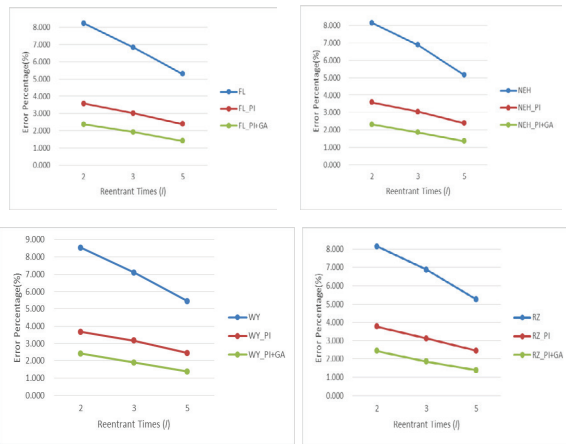 Error Percentage(%)
8.000
7.000
6.000
5.000
4.000
3.000
2.000
1.000
0.000
2 3 5
Reentrant Times (l)
FL
FL_PI
FL_PI+GA
Error Percentage(%)
8.000
7.000
6.000
5.000
4.000
3.000
2.000
1.000
0.000
2 3 5
Reentrant Times (l)
NEH
NEH_PI
NEH_PI+GA
Error Percentage(%)
9.000
8.000
7.000
6.000
5.000
4.000
3.000
2.000
1.000
0.000
2 3 5
Reentrant Times (l)
WY
WY_PI
WY_PI+GA
Error Percentage(%)
8.000
7.000
6.000
5.000
4.000
3.000
2.000
1.000
0.000
2 3 5
Reentrant Times (l)
RZ
RZ_PI
RZ_PI+GA